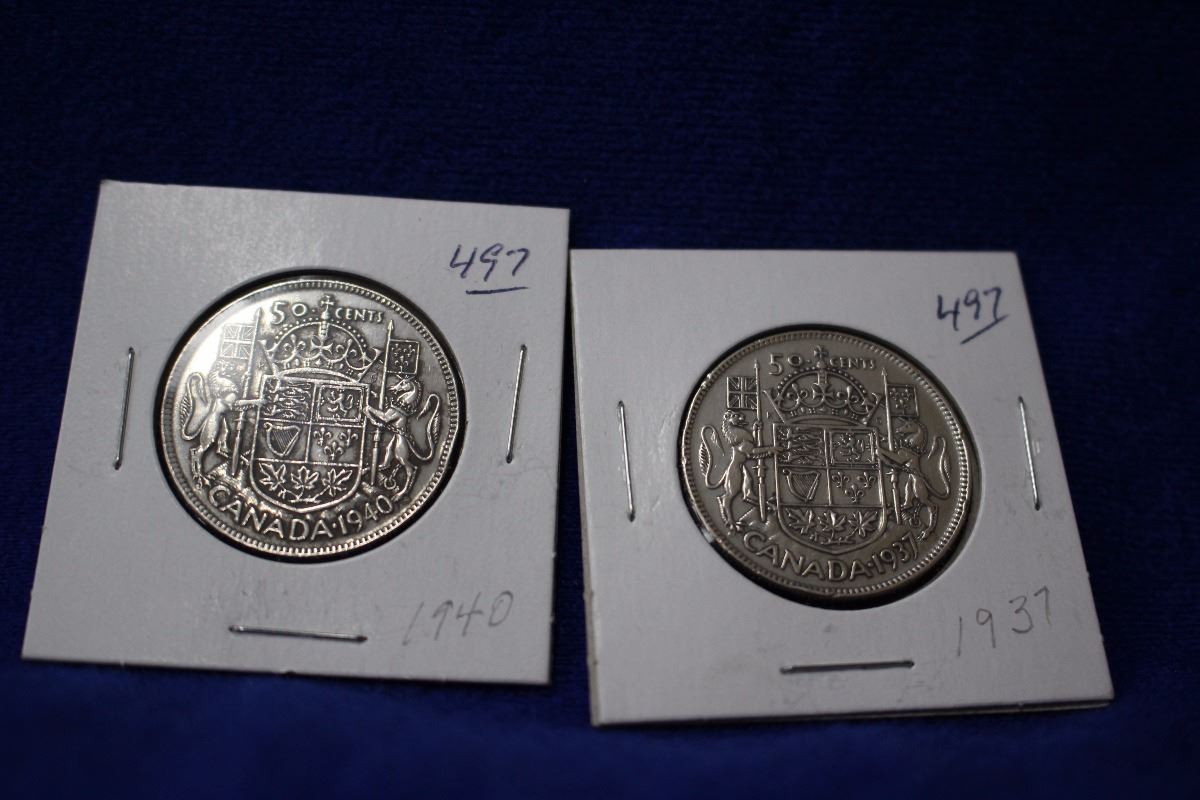 497
50 CENTS
CANADA · 1940
1940
497
50 CENTS
CANADA · 1937
1937